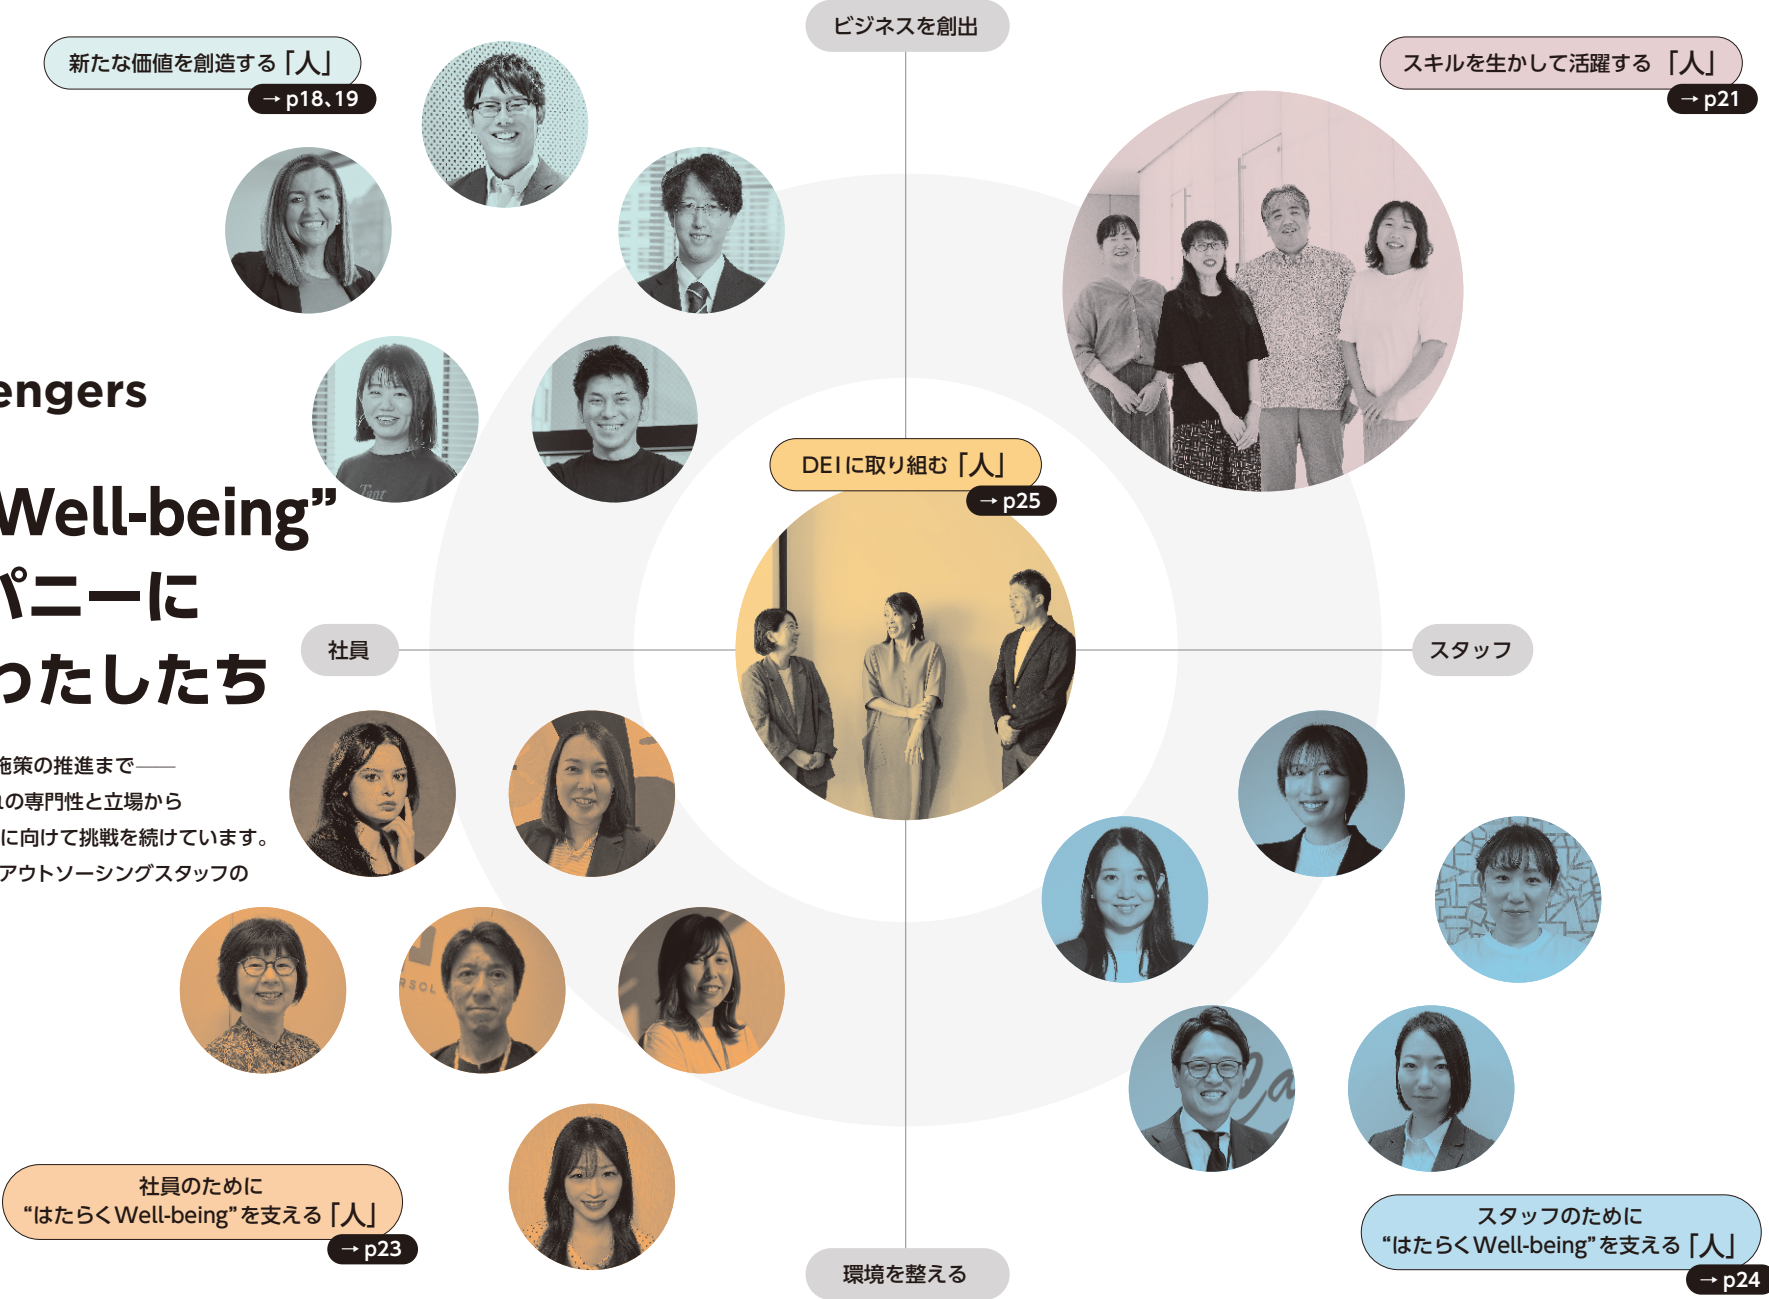 ビジネスを創出
新たな価値を創造する「人」
→ p18、19
スキルを生かして活躍する「人」
→ p21
engers
Well-being”
パニーに
わたしたち
DEIに取り組む「人」
→ p25
社員
スタッフ
施策の推進まで——
の専門性と立場から
に向けて挑戦を続けています。
アウトソーシングスタッフの
RSOL
社員のために
“はたらくWell-being”を支える「人」
→ p23
環境を整える
スタッフのために
“はたらくWell-being”を支える「人」
→ p24